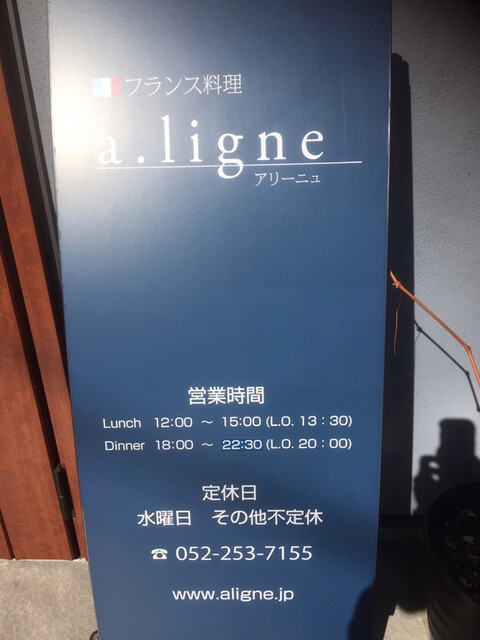 フランス料理
a.ligne
アリーニュ
営業時間
Lunch 12:00 ～ 15:00 (L.O. 13：30)
Dinner 18:00 ～ 22:30 (L.O. 20：00)
定休日
水曜日 その他不定休
☎ 052-253-7155
www.aligne.jp